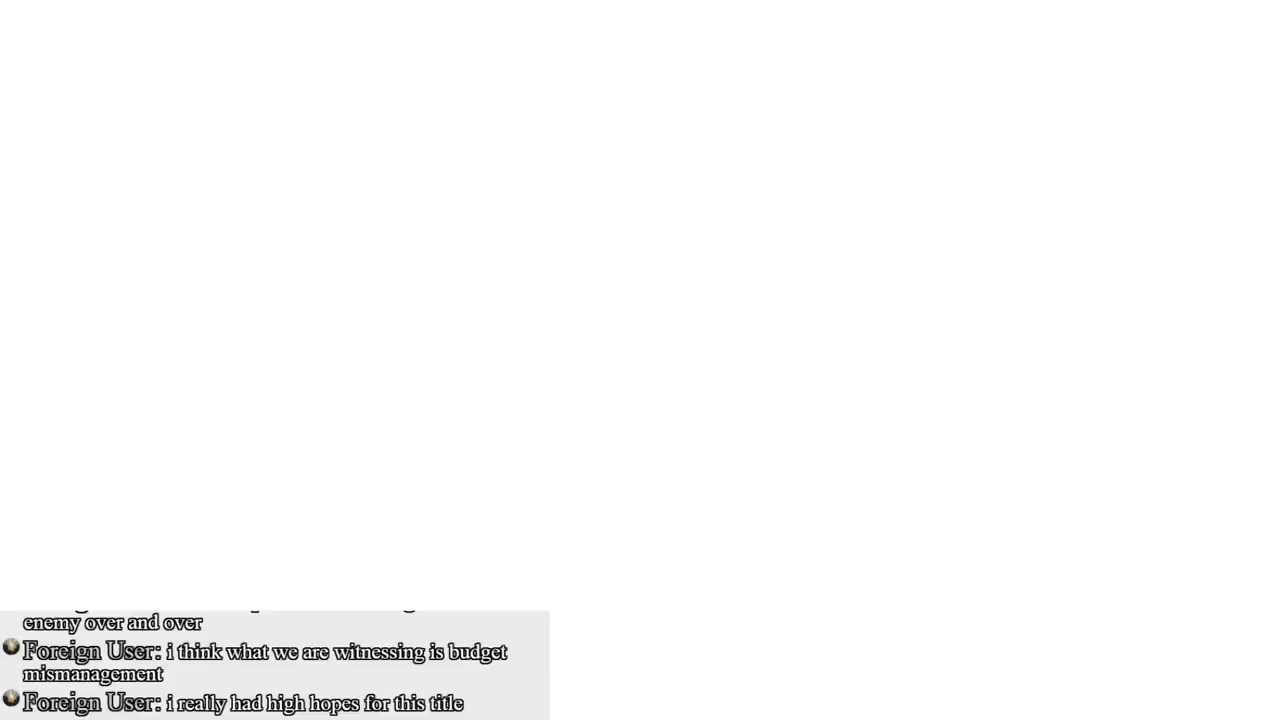 enemy over and over
Foreign User: i think what we are witnessing is budget
mismanagement
Foreign User: i really had high hopes for this title